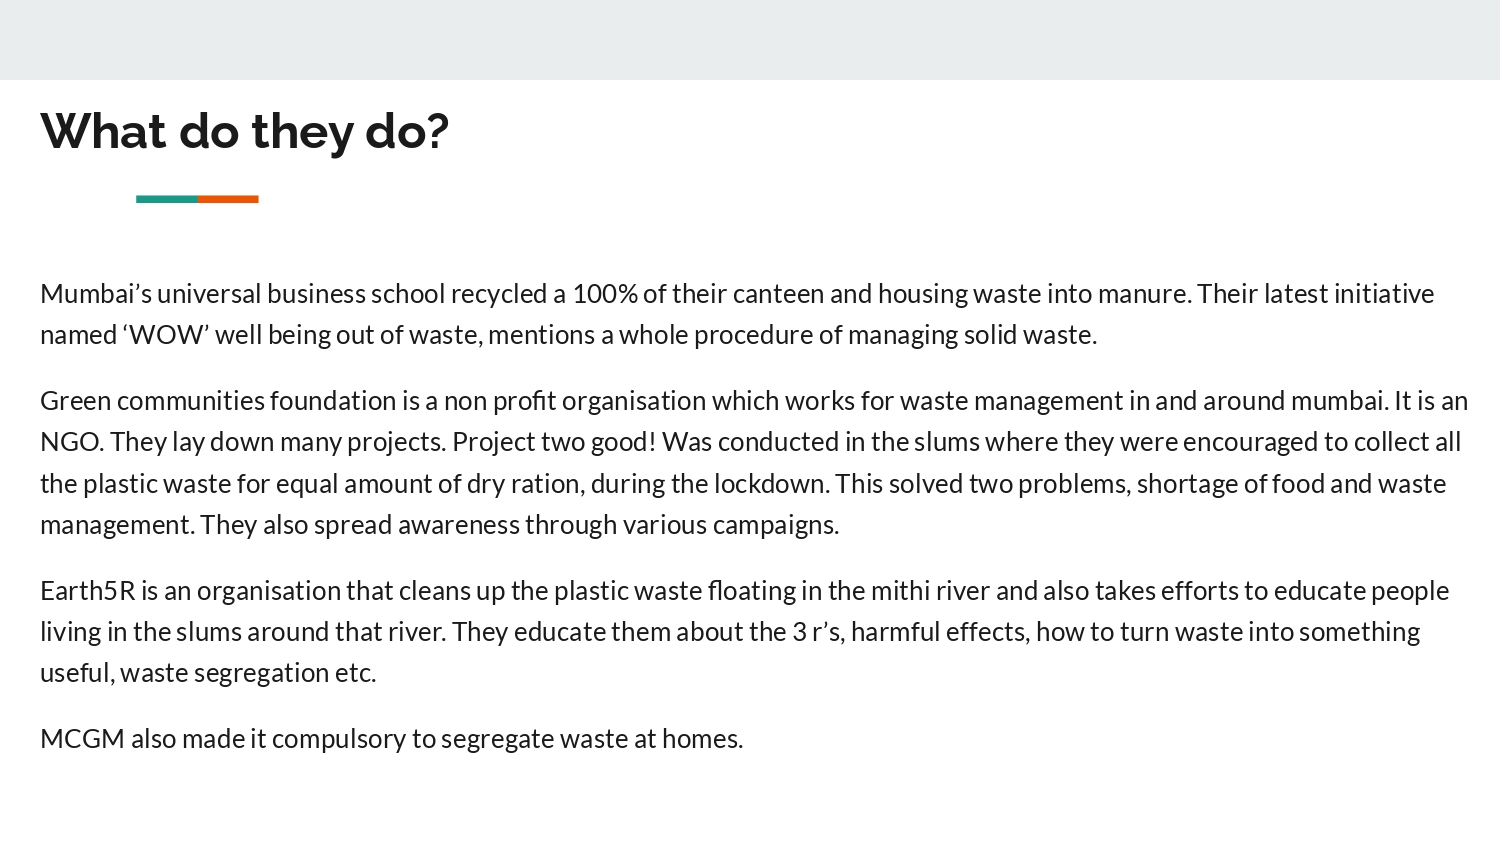 What do they do?
Mumbai’s universal business school recycled a 100% of their canteen and housing waste into manure. Their latest initiative
named ‘WOW’ well being out of waste, mentions a whole procedure of managing solid waste.
Green communities foundation is a non profit organisation which works for waste management in and around mumbai. It is an
NGO. They lay down many projects. Project two good! Was conducted in the slums where they were encouraged to collect all
the plastic waste for equal amount of dry ration, during the lockdown. This solved two problems, shortage of food and waste
management. They also spread awareness through various campaigns.
Earth5R is an organisation that cleans up the plastic waste floating in the mithi river and also takes efforts to educate people
living in the slums around that river. They educate them about the 3 r’s, harmful effects, how to turn waste into something
useful, waste segregation etc.
MCGM also made it compulsory to segregate waste at homes.